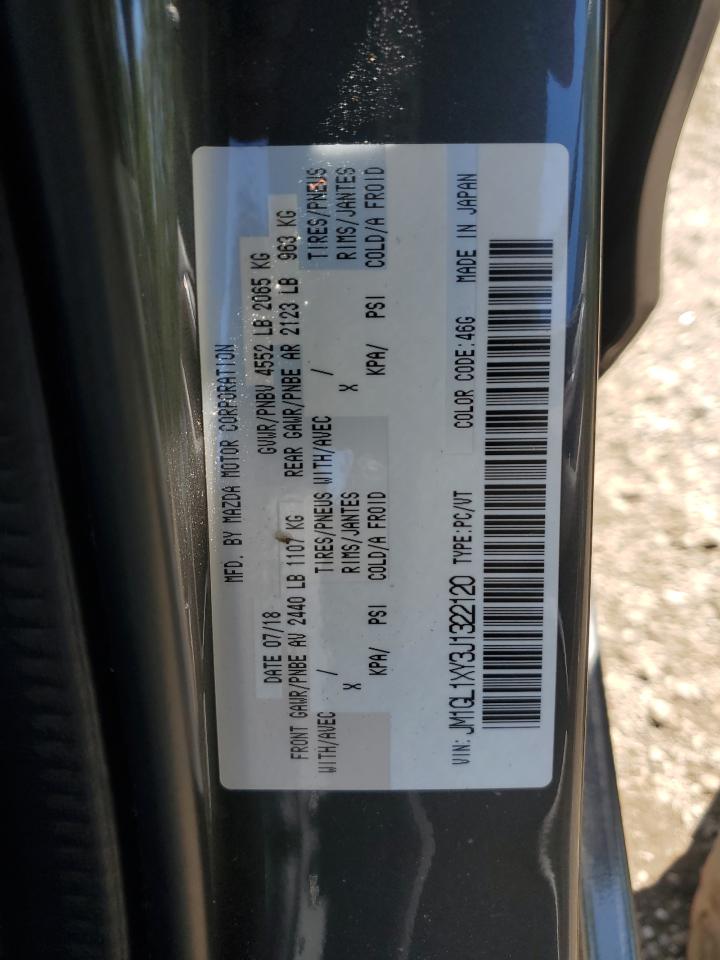 MFD. BY MAZDA MOTOR CORPORATION
DATE 07/18 GVWR/PNBV 4552 LB 2065 KG
FRONT GAWR/PNBE AV 2440 LB 1107 KG REAR GAWR/PNBE AR 2123 LB 963 KG
WITH/AVEC / TIRES/PNEUS WITH/AVEC / TIRES/PNEUS
X RIMS/JANTES X RIMS/JANTES
KPA/ PSI COLD/A FROID KPA/ PSI COLD/A FROID
VIN: JM1GL1XY3J1322120 TYPE:PC/VT COLOR CODE:46G MADE IN JAPAN